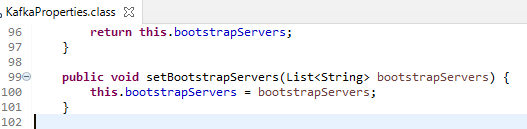 KafkaProperties.class
96 return this.bootstrapServers;
97 }
98
99 public void setBootstrapServers(List<String> bootstrapServers) {
100 this.bootstrapServers = bootstrapServers;
101 }
102